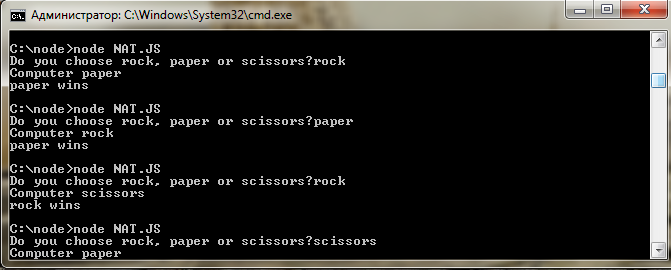 Администратор: C:\Windows\System32\cmd.exe
C:\node>node NAT.JS
Do you choose rock, paper or scissors?rock
Computer paper
paper wins
C:\node>node NAT.JS
Do you choose rock, paper or scissors?paper
Computer rock
paper wins
C:\node>node NAT.JS
Do you choose rock, paper or scissors?rock
Computer scissors
rock wins
C:\node>node NAT.JS
Do you choose rock, paper or scissors?scissors
Computer paper